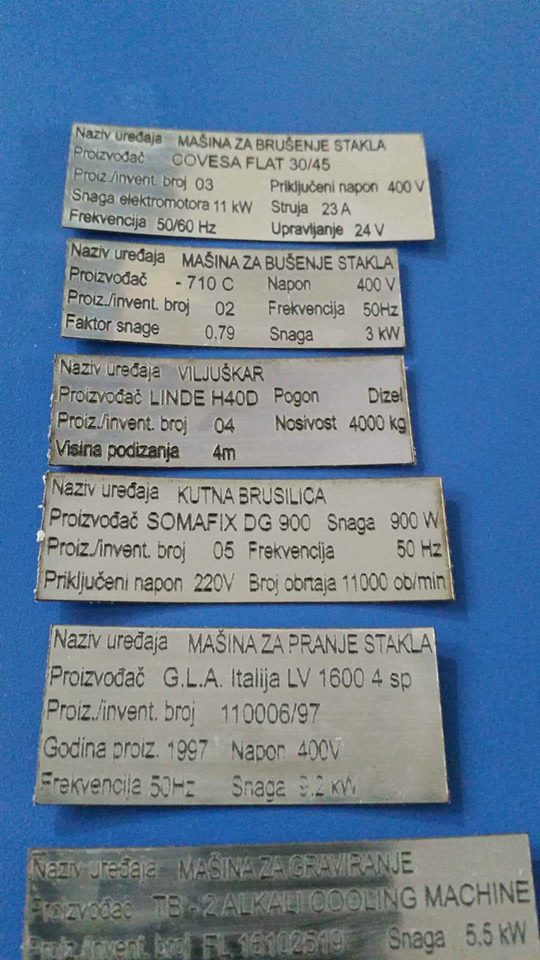 Naziv uređaja MAŠINA ZA BRUŠENJE STAKLA
Proizvođač COVESA FLAT 30/45
Proiz./invent. broj 03 Priključeni napon 400 V
Snaga elektromotora 11 kW Struja 23 A
Frekvencija 50/60 Hz Upravljanje 24 V
Naziv uređaja MAŠINA ZA BUŠENJE STAKLA
Proizvođač - 710 C Napon 400 V
Proiz./invent. broj 02 Frekvencija 50Hz
Faktor snage 0,79 Snaga 3 kW
Naziv uređaja VILJUŠKAR
Proizvođač LINDE H40D Pogon Dizel
Proiz./invent. broj 04 Nosivost 4000 kg
Visina podizanja 4m
Naziv uređaja KUTNA BRUSILICA
Proizvođač SOMAFIX DG 900 Snaga 900 W
Proiz./invent. broj 05 Frekvencija 50 Hz
Priključeni napon 220V Broj obrtaja 11000 ob/min
Naziv uređaja MAŠINA ZA PRANJE STAKLA
Proizvođač G.L.A. Italija LV 1600 4 sp
Proiz./invent. broj 110006/97
Godina proiz. 1997 Napon 400V
Frekvencija 50Hz Snaga 9.2 kW
Naziv uređaja MAŠINA ZA GRAVIRANJE
Proizvođač TB - 2 ALKALI COOLING MACHINE
Proiz./invent. broj FL 16102519 Snaga 5,5 kW